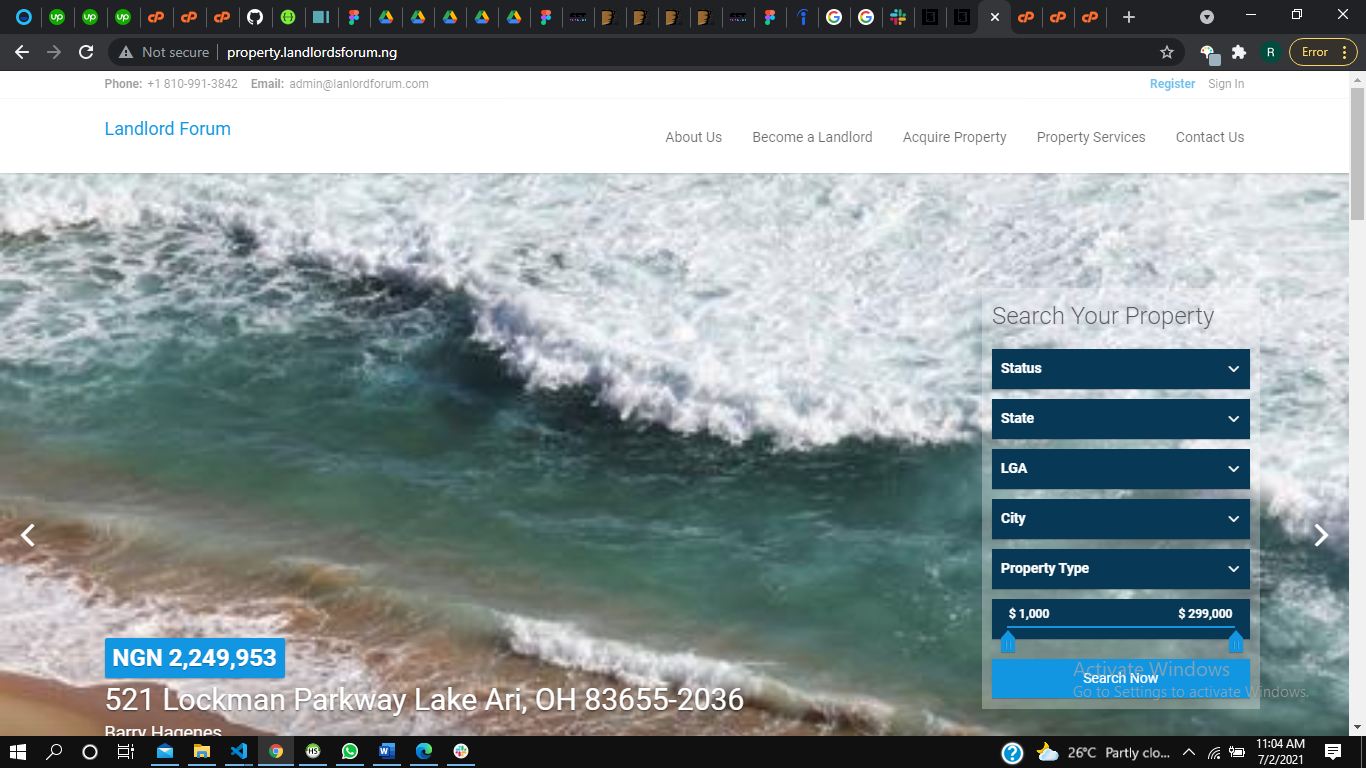 Not secure property.landlordsforum.ng
R Error
Phone: +1 810-991-3842 Email: admin@lanlordforum.com Register Sign In
Landlord Forum
About Us Become a Landlord Acquire Property Property Services Contact Us
Search Your Property
Status
State
LGA
City
Property Type
$ 1,000 $ 299,000
Search Now
Activate Windows
Go to Settings to activate Windows.
NGN 2,249,953
521 Lockman Parkway Lake Ari, OH 83655-2036
Barry Hagenes
26°C Partly clo...
11:04 AM
7/2/2021